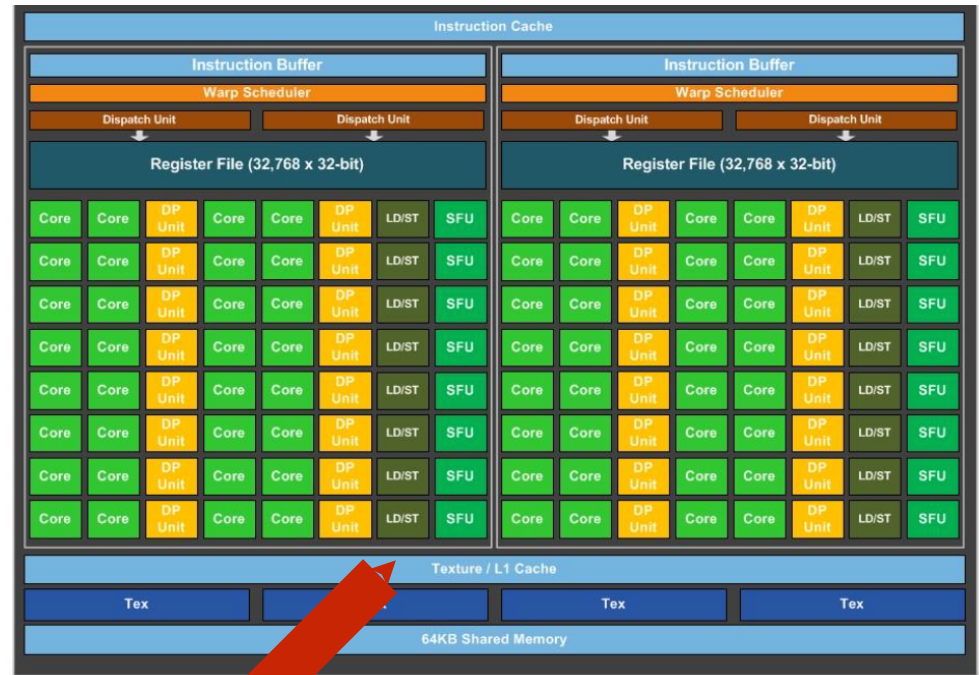 Instruction Cache
Instruction Buffer Instruction Buffer
Warp Scheduler Warp Scheduler
Dispatch Unit Dispatch Unit Dispatch Unit Dispatch Unit
Register File (32,768 x 32-bit) Register File (32,768 x 32-bit)
Core Core DP Unit Core Core DP Unit LD/ST SFU Core Core DP Unit Core Core DP Unit LD/ST SFU
Core Core DP Unit Core Core DP Unit LD/ST SFU Core Core DP Unit Core Core DP Unit LD/ST SFU
Core Core DP Unit Core Core DP Unit LD/ST SFU Core Core DP Unit Core Core DP Unit LD/ST SFU
Core Core DP Unit Core Core DP Unit LD/ST SFU Core Core DP Unit Core Core DP Unit LD/ST SFU
Core Core DP Unit Core Core DP Unit LD/ST SFU Core Core DP Unit Core Core DP Unit LD/ST SFU
Core Core DP Unit Core Core DP Unit LD/ST SFU Core Core DP Unit Core Core DP Unit LD/ST SFU
Core Core DP Unit Core Core DP Unit LD/ST SFU Core Core DP Unit Core Core DP Unit LD/ST SFU
Core Core DP Unit Core Core DP Unit LD/ST SFU Core Core DP Unit Core Core DP Unit LD/ST SFU
Texture / L1 Cache
Tex Tex Tex
64KB Shared Memory